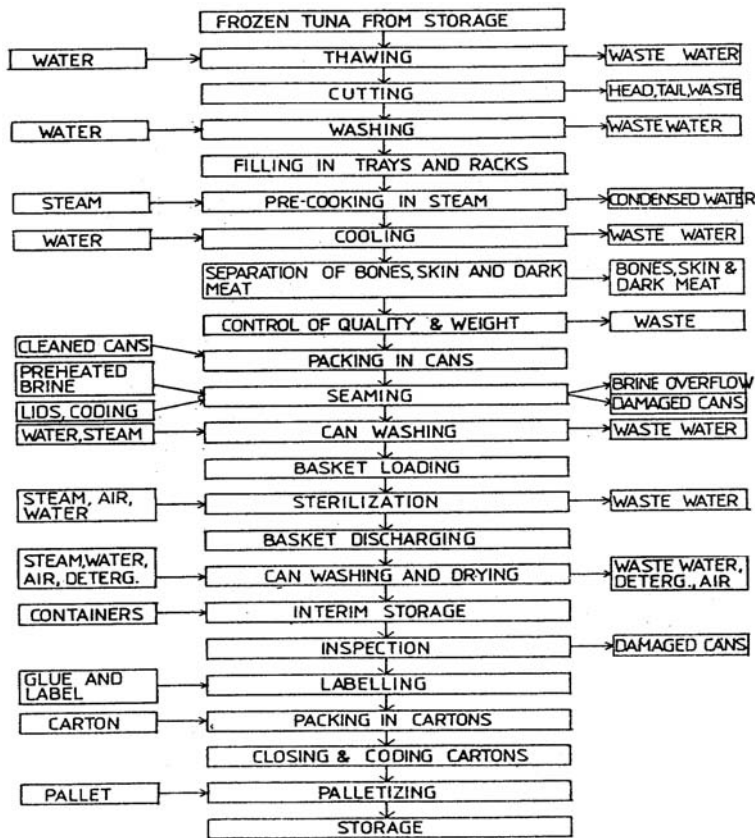 FROZEN TUNA FROM STORAGE
WATER
THAWING
WASTE WATER
CUTTING
HEAD,TAIL,WASTE
WATER
WASHING
WASTE WATER
FILLING IN TRAYS AND RACKS
STEAM
PRE-COOKING IN STEAM
CONDENSED WATER
WATER
COOLING
WASTE WATER
SEPARATION OF BONES,SKIN AND DARK
MEAT
BONES,SKIN &
DARK MEAT
CONTROL OF QUALITY & WEIGHT
WASTE
CLEANED CANS
PACKING IN CANS
PREHEATED
BRINE
SEAMING
BRINE OVERFLOW
LIDS, CODING
DAMAGED CANS
WATER,STEAM
CAN WASHING
WASTE WATER
BASKET LOADING
STEAM, AIR,
WATER
STERILIZATION
WASTE WATER
BASKET DISCHARGING
STEAM,WATER,
AIR, DETERG.
CAN WASHING AND DRYING
WASTE WATER,
DETERG., AIR
CONTAINERS
INTERIM STORAGE
INSPECTION
DAMAGED CANS
GLUE AND
LABEL
LABELLING
CARTON
PACKING IN CARTONS
CLOSING & CODING CARTONS
PALLET
PALLETIZING
STORAGE